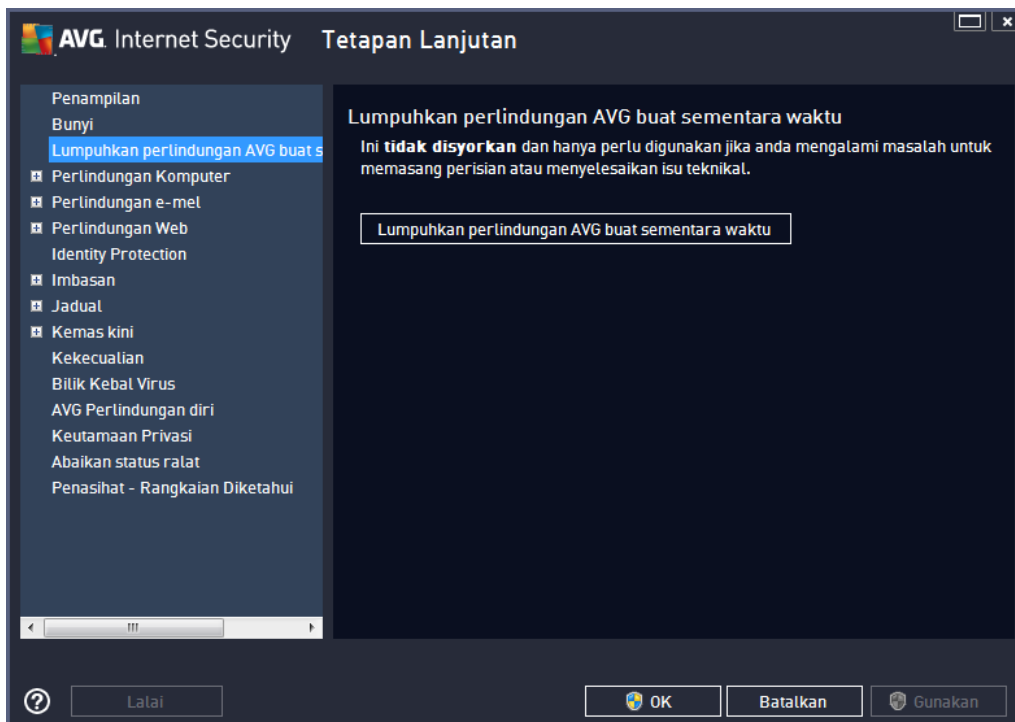 AVG. Internet Security Tetapan Lanjutan
Penampilan
Bunyi
Lumpuhkan perlindungan AVG buat s
Perlindungan Komputer
Perlindungan e-mel
Perlindungan Web
Identity Protection
Imbasan
Jadual
Kemas kini
Kekecualian
Bilik Kebal Virus
AVG Perlindungan diri
Keutamaan Privasi
Abaikan status ralat
Penasihat - Rangkaian Diketahui
Lumpuhkan perlindungan AVG buat sementara waktu
Ini tidak disyorkan dan hanya perlu digunakan jika anda mengalami masalah untuk
memasang perisian atau menyelesaikan isu teknikal.
Lumpuhkan perlindungan AVG buat sementara waktu
Lalai
OK
Batalkan
Gunakan